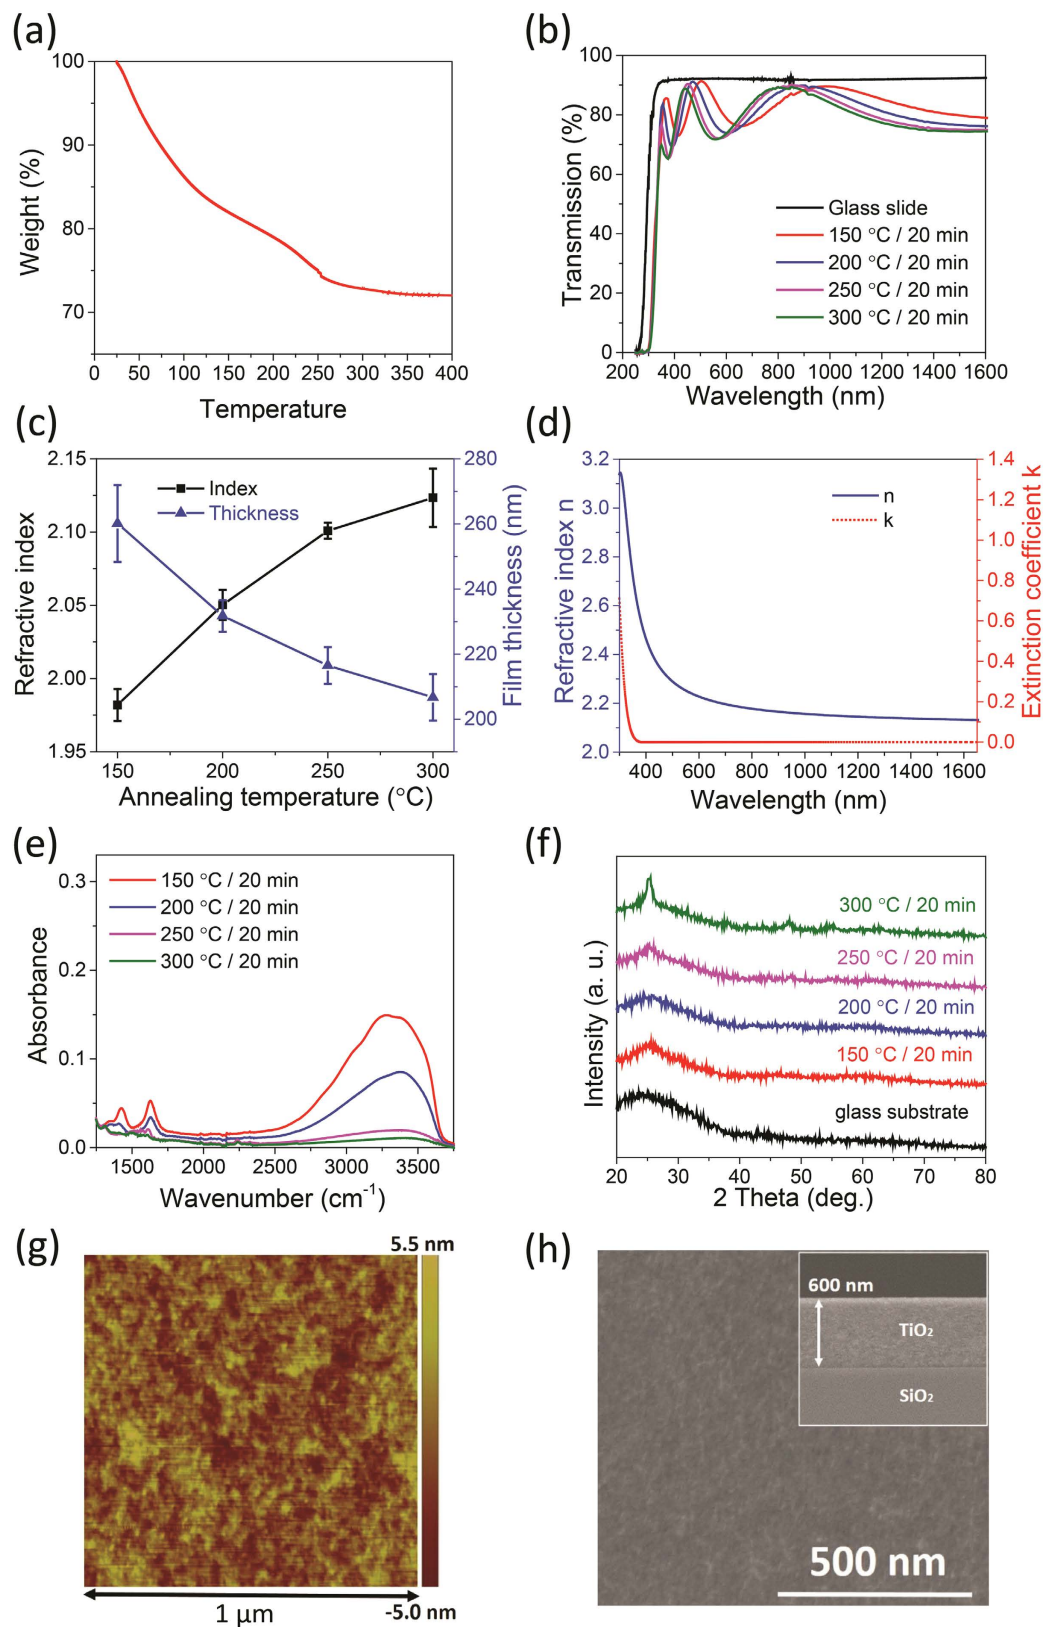 (a)
100
90
80
70
Weight (%)
0 50 100 150 200 250 300 350 400
Temperature
(b)
100
80
60
40
20
0
Transmission (%)
Glass slide
150 °C / 20 min
200 °C / 20 min
250 °C / 20 min
300 °C / 20 min
200 400 600 800 1000 1200 1400 1600
Wavelength (nm)
(c)
2.15
2.10
2.05
2.00
1.95
Refractive index
Index
Thickness
280
260
240
220
200
Film thickness (nm)
150 200 250 300
Annealing temperature (°C)
(d)
3.2
3.0
2.8
2.6
2.4
2.2
2.0
Refractive index n
n
k
1.4
1.2
1.0
0.8
0.6
0.4
0.2
0.0
Extinction coefficient k
400 600 800 1000 1200 1400 1600
Wavelength (nm)
(e)
0.3
0.2
0.1
0.0
Absorbance
150 °C / 20 min
200 °C / 20 min
250 °C / 20 min
300 °C / 20 min
1500 2000 2500 3000 3500
Wavenumber (cm⁻¹)
(f)
Intensity (a. u.)
300 °C / 20 min
250 °C / 20 min
200 °C / 20 min
150 °C / 20 min
glass substrate
20 30 40 50 60 70 80
2 Theta (deg.)
(g)
5.5 nm
-5.0 nm
1 μm
(h)
600 nm
TiO₂
SiO₂
500 nm